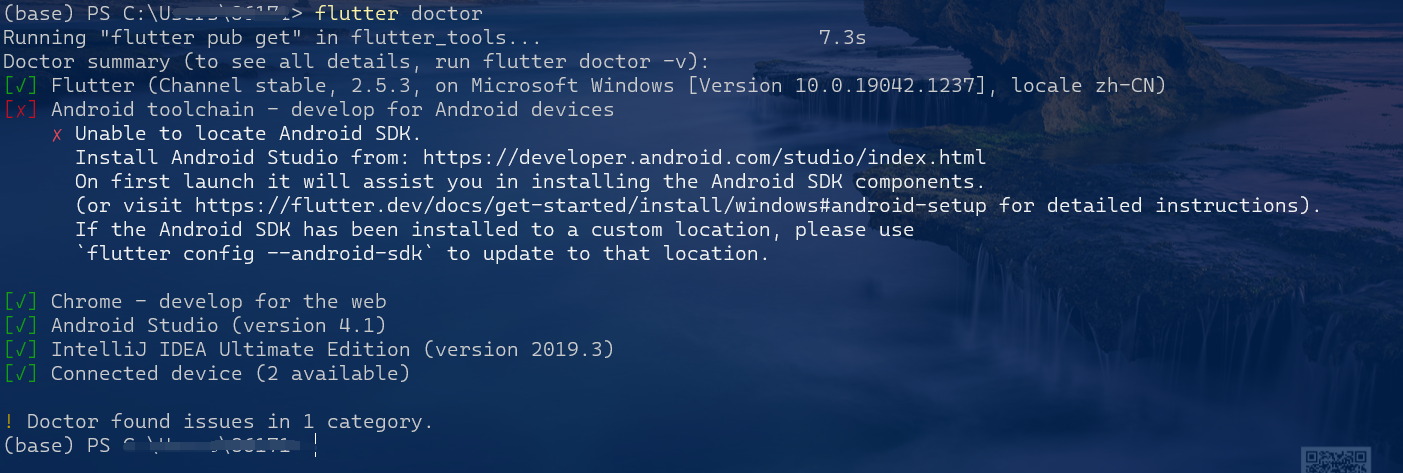 (base) PS C:\Users\86171> flutter doctor
Running "flutter pub get" in flutter_tools... 7.3s
Doctor summary (to see all details, run flutter doctor -v):
[√] Flutter (Channel stable, 2.5.3, on Microsoft Windows [Version 10.0.19042.1237], locale zh-CN)
[✗] Android toolchain - develop for Android devices
✗ Unable to locate Android SDK.
Install Android Studio from: https://developer.android.com/studio/index.html
On first launch it will assist you in installing the Android SDK components.
(or visit https://flutter.dev/docs/get-started/install/windows#android-setup for detailed instructions).
If the Android SDK has been installed to a custom location, please use
`flutter config --android-sdk` to update to that location.
[√] Chrome - develop for the web
[√] Android Studio (version 4.1)
[√] IntelliJ IDEA Ultimate Edition (version 2019.3)
[√] Connected device (2 available)
! Doctor found issues in 1 category.
(base) PS